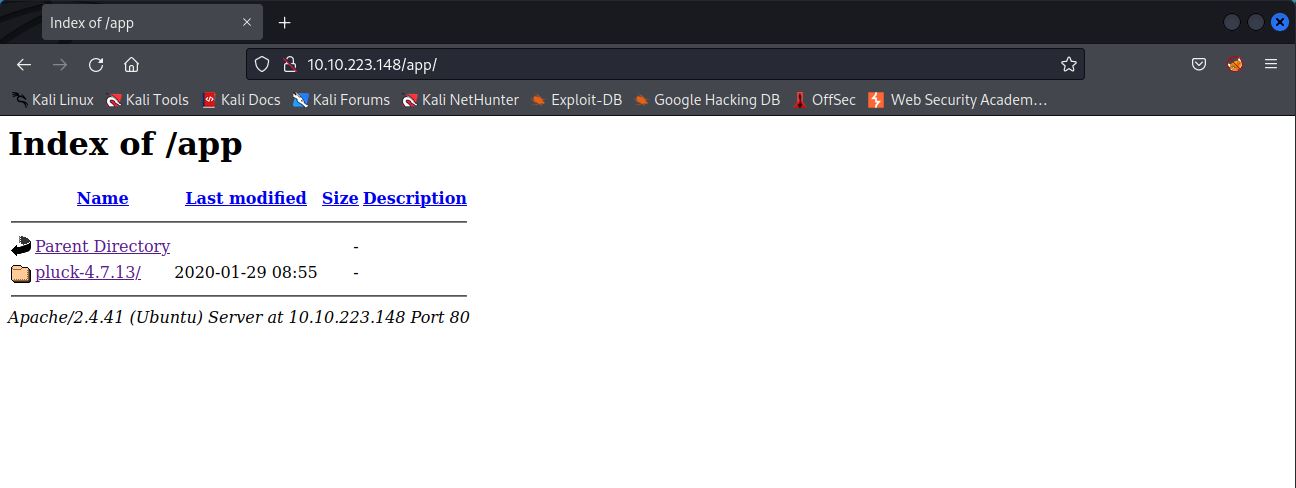 Index of /app
10.10.223.148/app/
Kali Linux Kali Tools Kali Docs Kali Forums Kali NetHunter Exploit-DB Google Hacking DB OffSec Web Security Academ…
Index of /app
Name Last modified Size Description
Parent Directory -
pluck-4.7.13/ 2020-01-29 08:55 -
Apache/2.4.41 (Ubuntu) Server at 10.10.223.148 Port 80